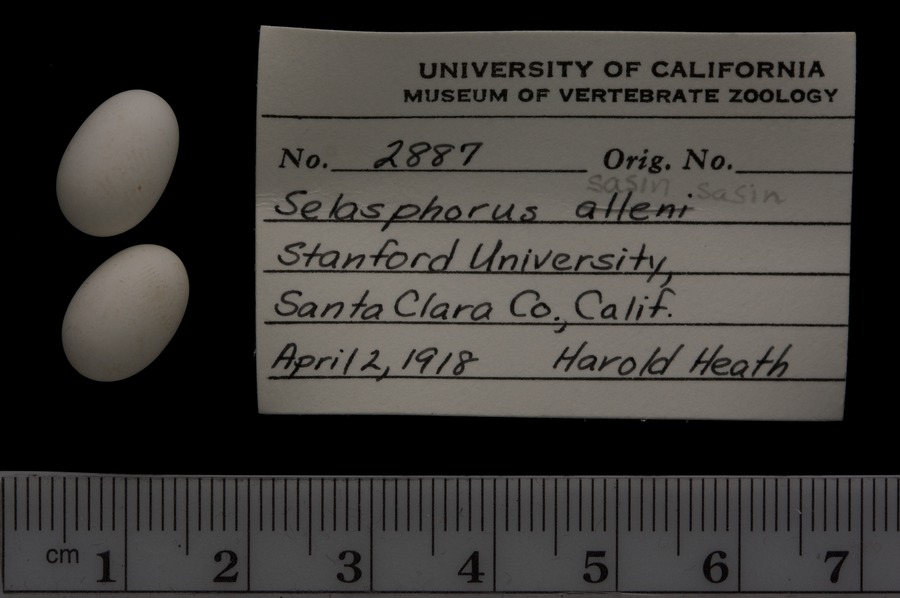 UNIVERSITY OF CALIFORNIA
MUSEUM OF VERTEBRATE ZOOLOGY
No. 2887 Orig. No.
sasin sasin
Selasphorus alleni
Stanford University,
Santa Clara Co., Calif.
April 2, 1918 Harold Heath
cm 1 2 3 4 5 6 7